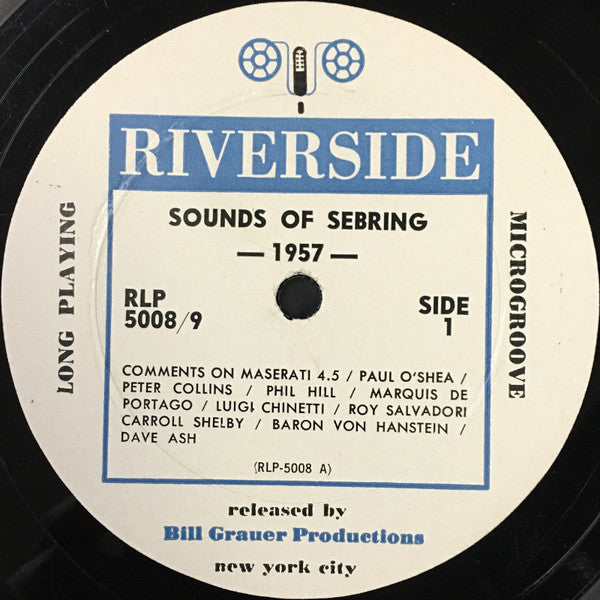 RIVERSIDE
SOUNDS OF SEBRING
— 1957 —
RLP
5008/9
SIDE
1
LONG PLAYING
MICROGROOVE
COMMENTS ON MASERATI 4.5 / PAUL O'SHEA /
PETER COLLINS / PHIL HILL / MARQUIS DE
PORTAGO / LUIGI CHINETTI / ROY SALVADORI
CARROLL SHELBY / BARON VON HANSTEIN /
DAVE ASH
(RLP-5008 A)
released by
Bill Grauer Productions
new york city